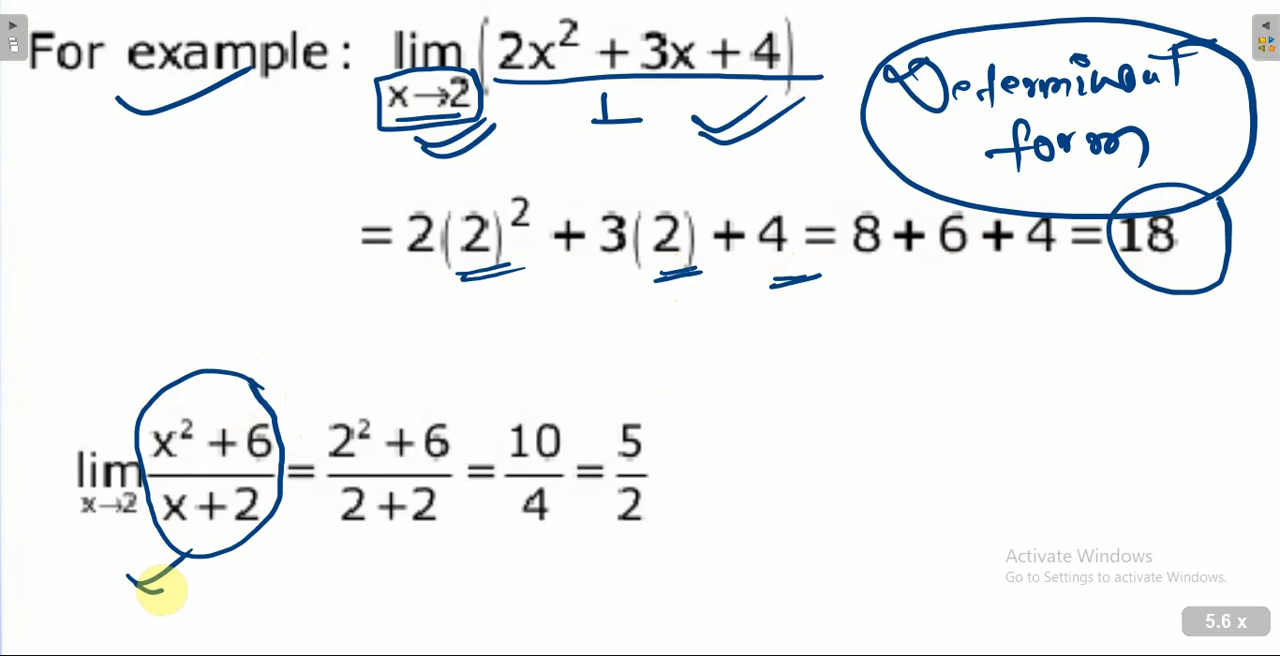 For example : lim x→2 (2x² + 3x + 4)
Determinant
form
= 2(2)² + 3(2) + 4 = 8 + 6 + 4 = 18
lim x→2 (x² + 6)/(x + 2) = (2² + 6)/(2 + 2) = 10/4 = 5/2
Activate Windows
Go to Settings to activate Windows.
5.6 x